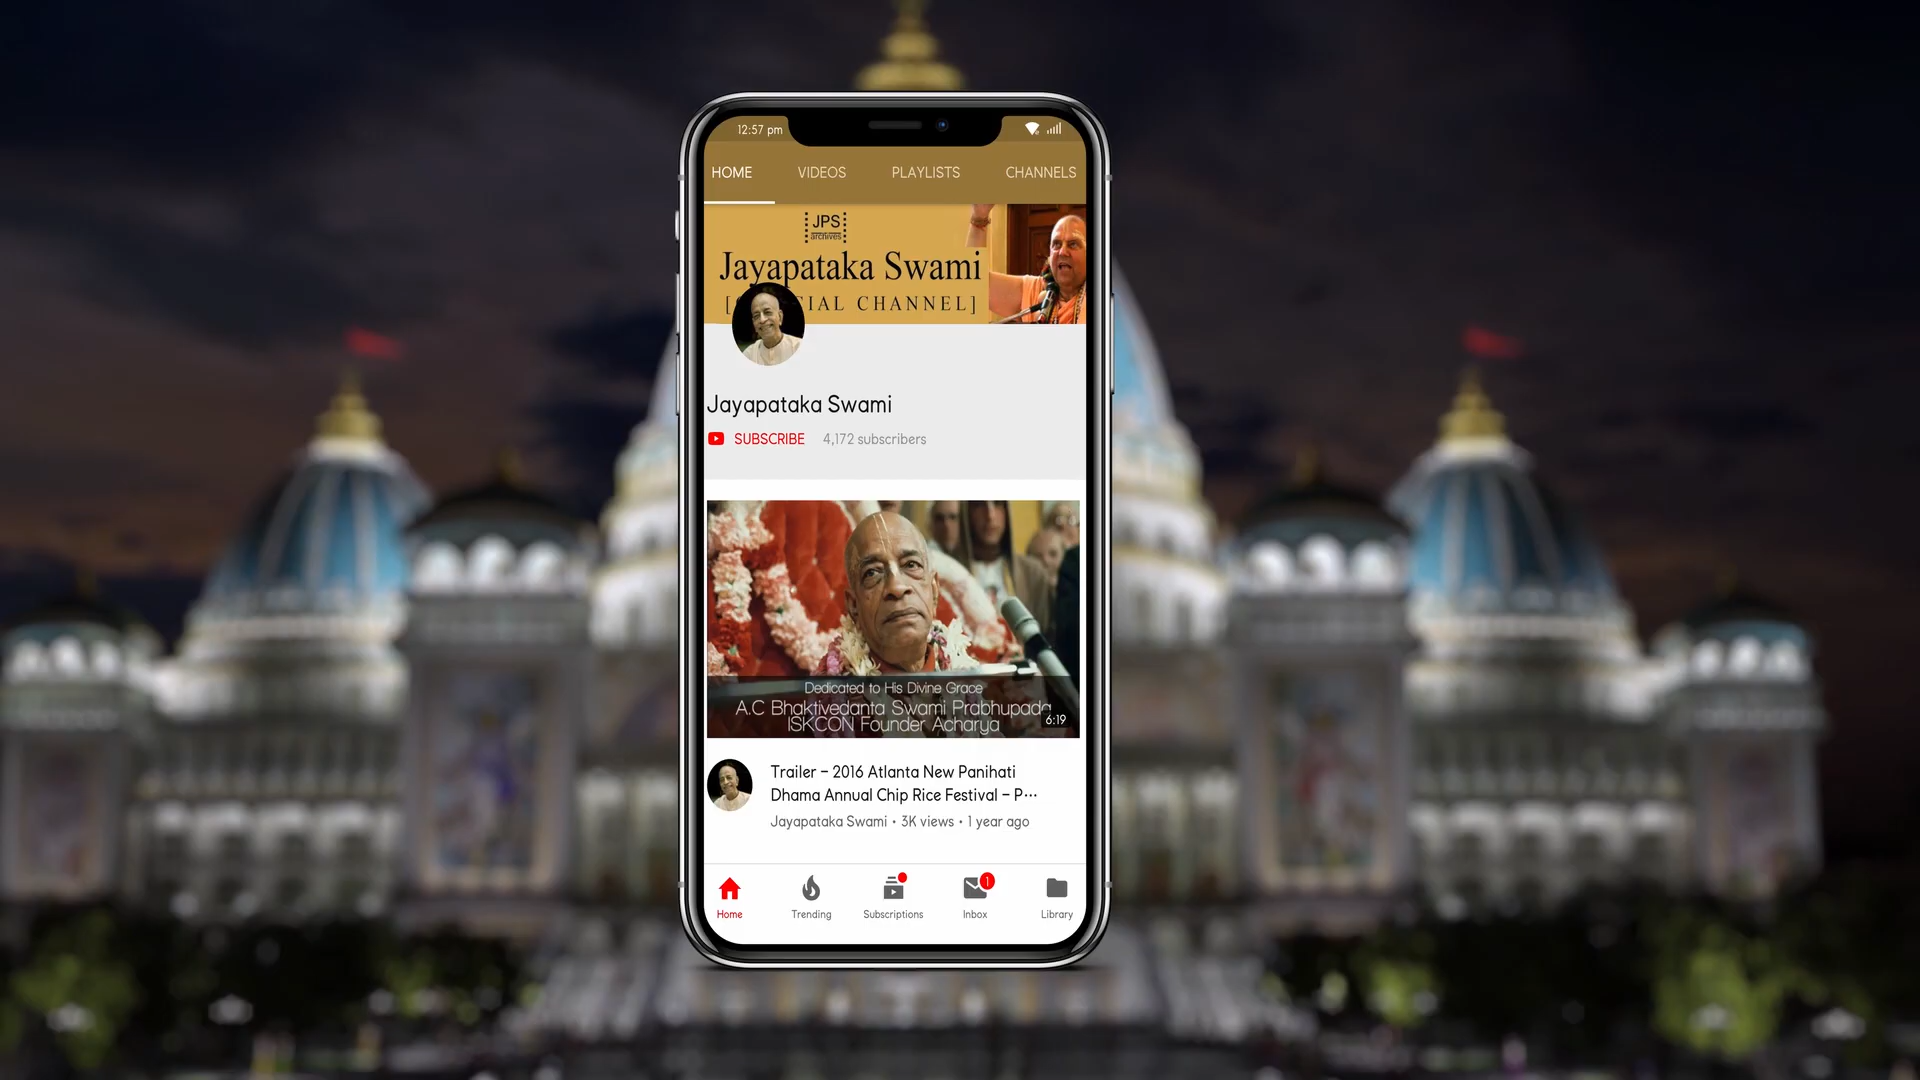 12:57 pm
HOME VIDEOS PLAYLISTS CHANNELS
JPS
archives
Jayapataka Swami
CIAL CHANNEL]
Jayapataka Swami
SUBSCRIBE 4,172 subscribers
Dedicated to His Divine Grace
A.C Bhaktivedanta Swami Prabhupada
ISKCON Founder Acharya
6:19
Trailer – 2016 Atlanta New Panihati
Dhama Annual Chip Rice Festival – P...
Jayapataka Swami • 3K views • 1 year ago
1
Home Trending Subscriptions Inbox Library